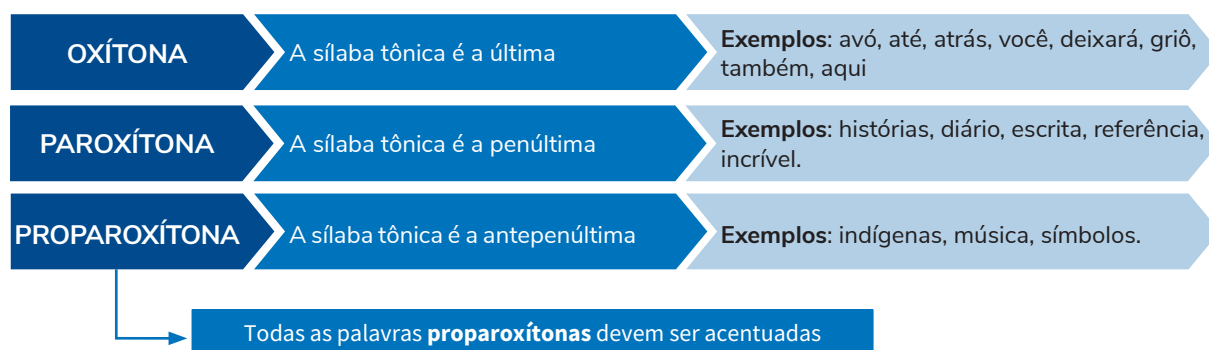 OXÍTONA
A sílaba tônica é a última
Exemplos: avó, até, atrás, você, deixará, griô,
também, aqui
PAROXÍTONA
A sílaba tônica é a penúltima
Exemplos: histórias, diário, escrita, referência,
incrível.
PROPAROXÍTONA
A sílaba tônica é a antepenúltima
Exemplos: indígenas, música, símbolos.
Todas as palavras proparoxítonas devem ser acentuadas